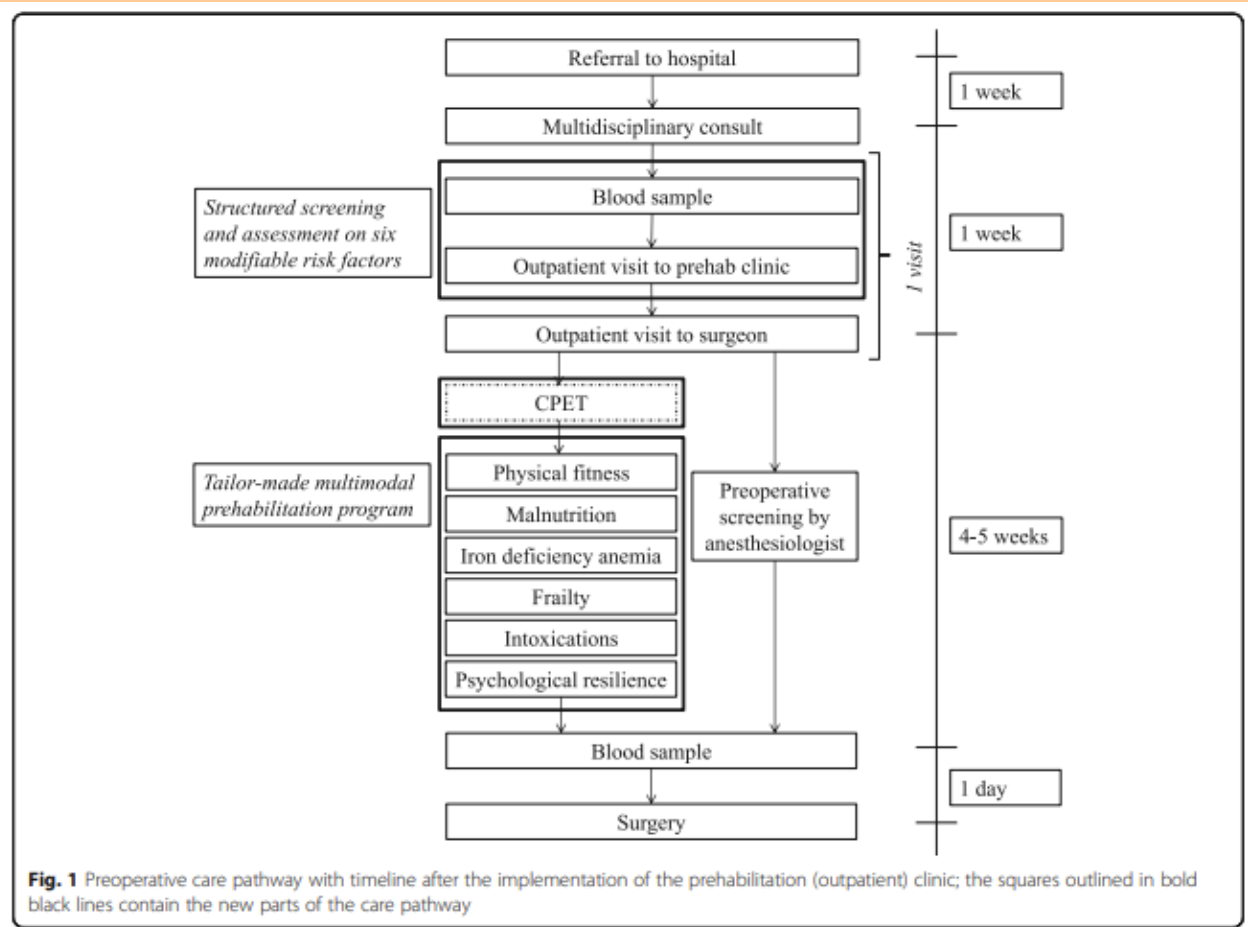 Referral to hospital
1 week
Multidisciplinary consult
Structured screening
and assessment on six
modifiable risk factors
Blood sample
Outpatient visit to prehab clinic
1 visit
1 week
Outpatient visit to surgeon
CPET
Tailor-made multimodal
prehabilitation program
Physical fitness
Malnutrition
Iron deficiency anemia
Frailty
Intoxications
Psychological resilience
Preoperative
screening by
anesthesiologist
4-5 weeks
Blood sample
1 day
Surgery
Fig. 1 Preoperative care pathway with timeline after the implementation of the prehabilitation (outpatient) clinic; the squares outlined in bold
black lines contain the new parts of the care pathway